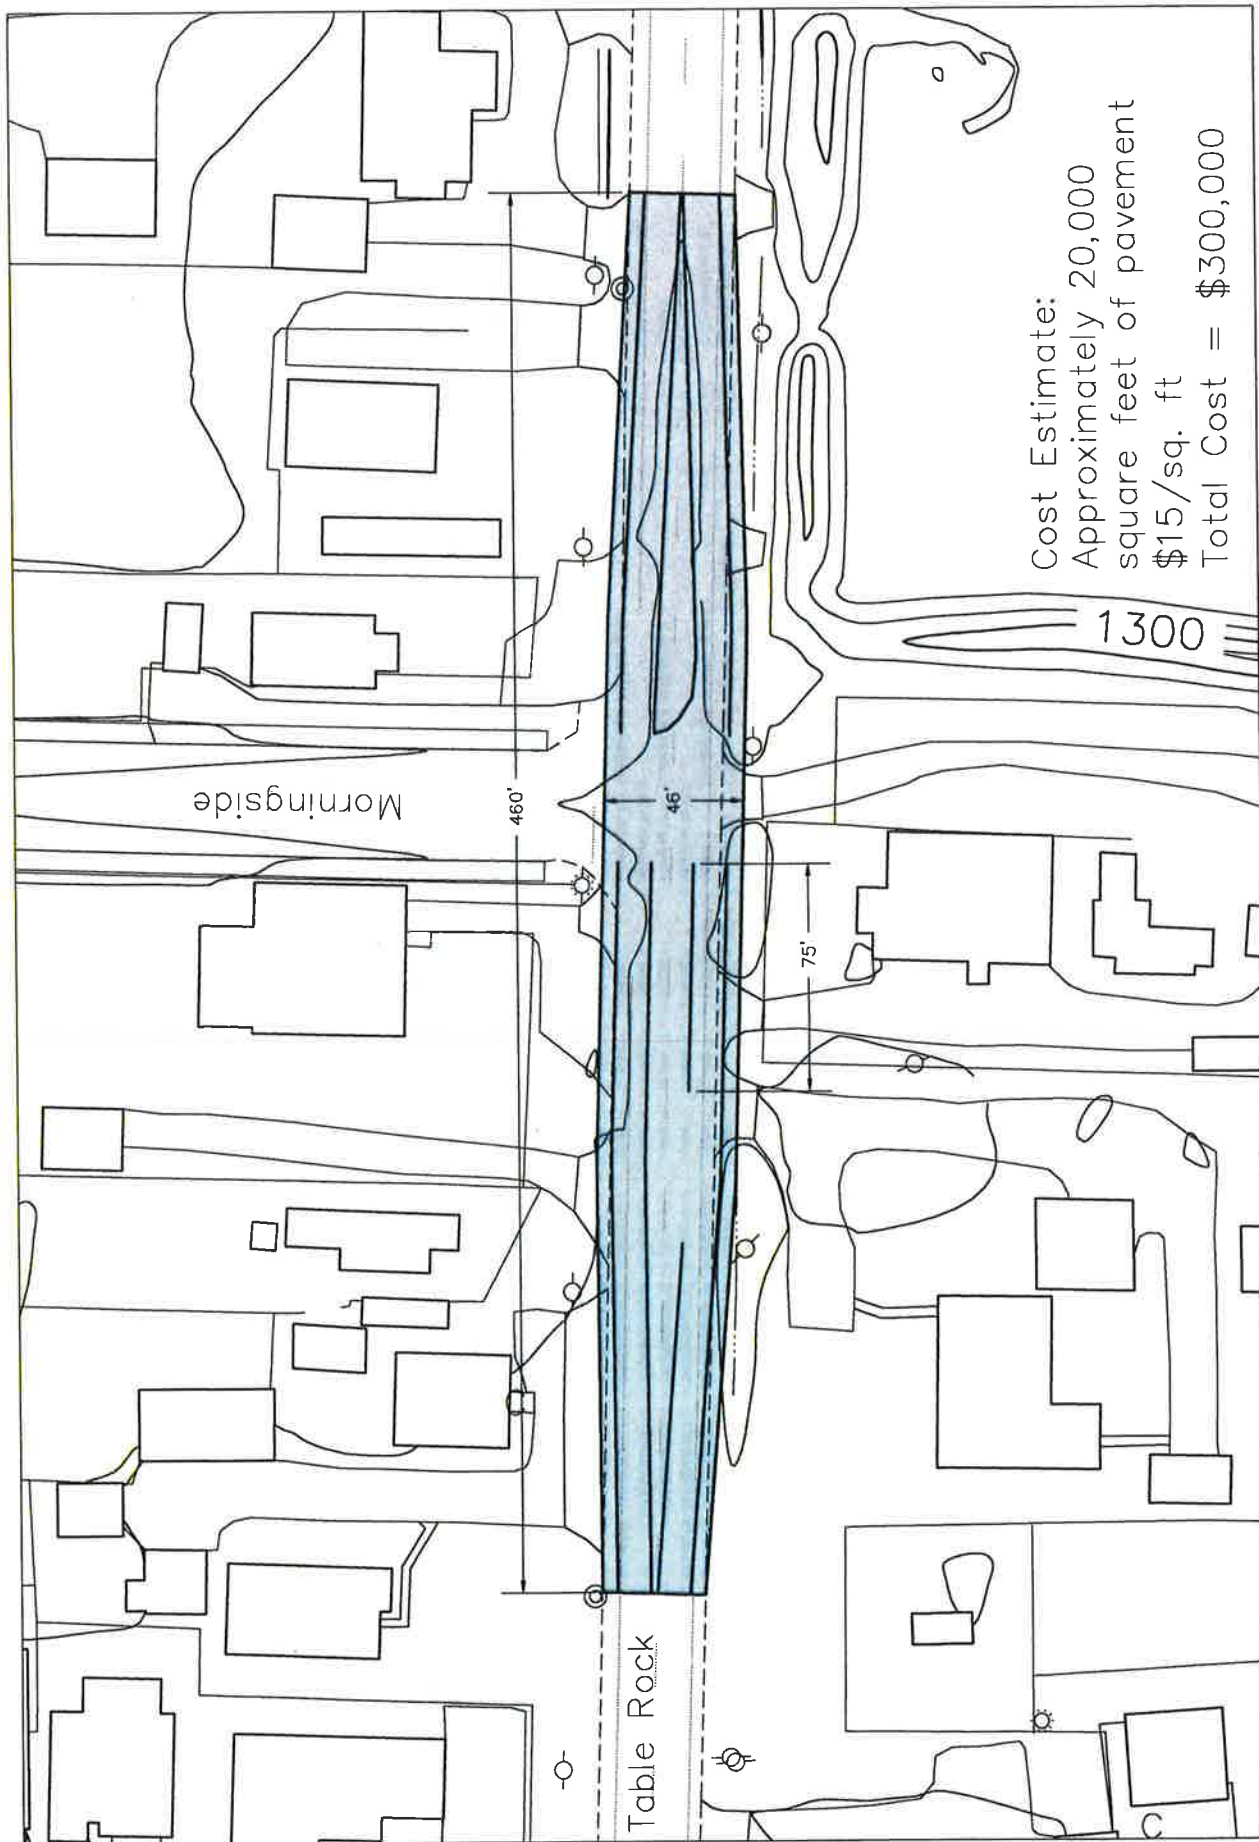 Morningside
460'
46'
75'
Table Rock
1300
Cost Estimate:
Approximately 20,000
square feet of pavement
$15/sq. ft
Total Cost = $300,000
C